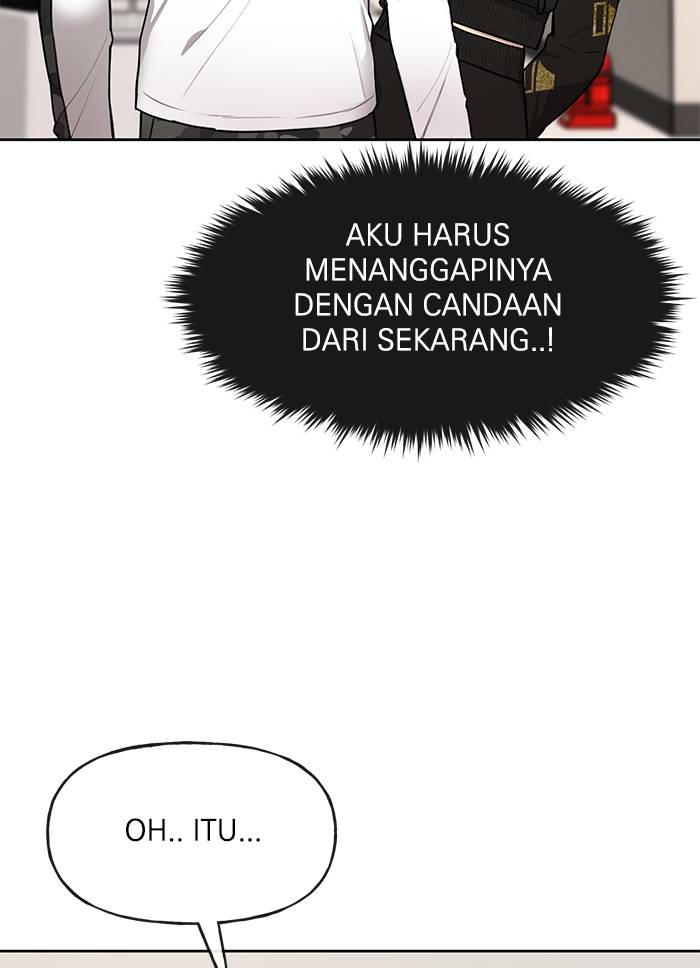 AKU HARUS
MENANGGAPINYA
DENGAN CANDAAN
DARI SEKARANG..!
OH.. ITU...